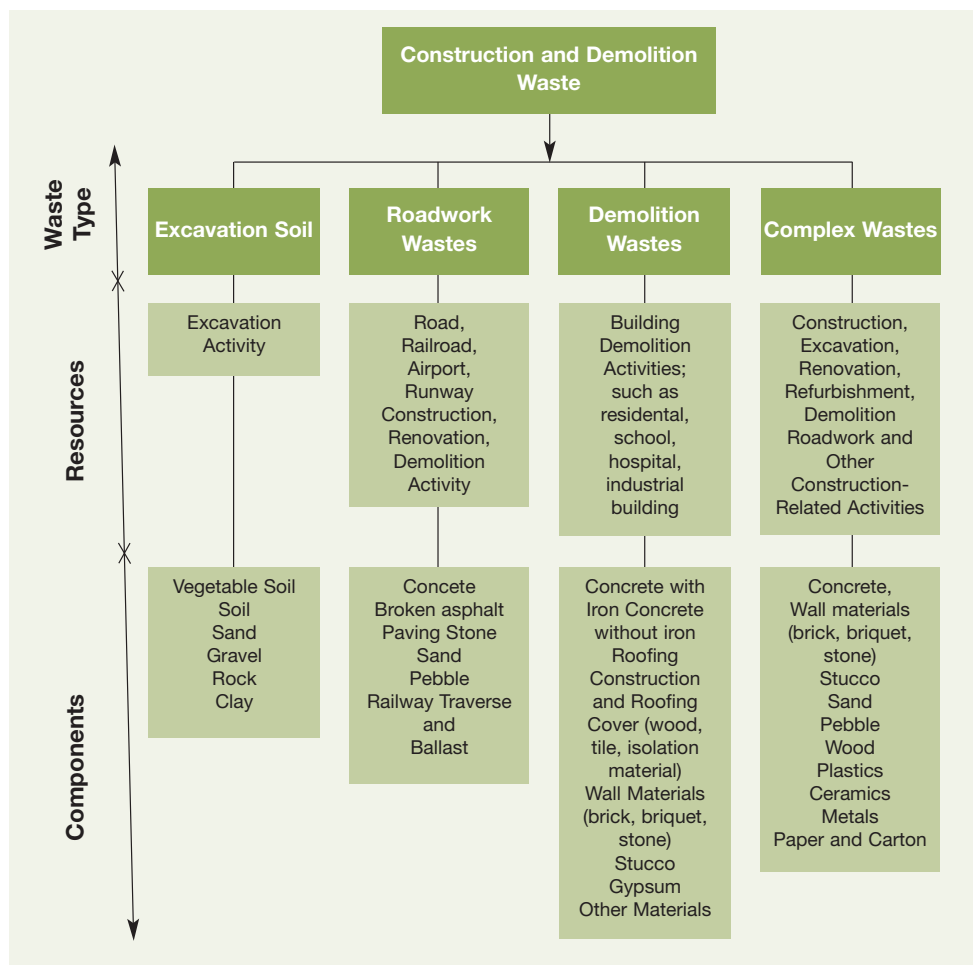 Construction and Demolition
Waste
Waste
Type
Excavation Soil
Roadwork
Wastes
Demolition
Wastes
Complex Wastes
Resources
Excavation
Activity
Road,
Railroad,
Airport,
Runway
Construction,
Renovation,
Demolition
Activity
Building
Demolition
Activities;
such as
residental,
school,
hospital,
industrial
building
Construction,
Excavation,
Renovation,
Refurbishment,
Demolition
Roadwork and
Other
Construction-
Related Activities
Components
Vegetable Soil
Soil
Sand
Gravel
Rock
Clay
Concete
Broken asphalt
Paving Stone
Sand
Pebble
Railway Traverse
and
Ballast
Concrete with
Iron Concrete
without iron
Roofing
Construction
and Roofing
Cover (wood,
tile, isolation
material)
Wall Materials
(brick, briquet,
stone)
Stucco
Gypsum
Other Materials
Concrete,
Wall materials
(brick, briquet,
stone)
Stucco
Sand
Pebble
Wood
Plastics
Ceramics
Metals
Paper and Carton